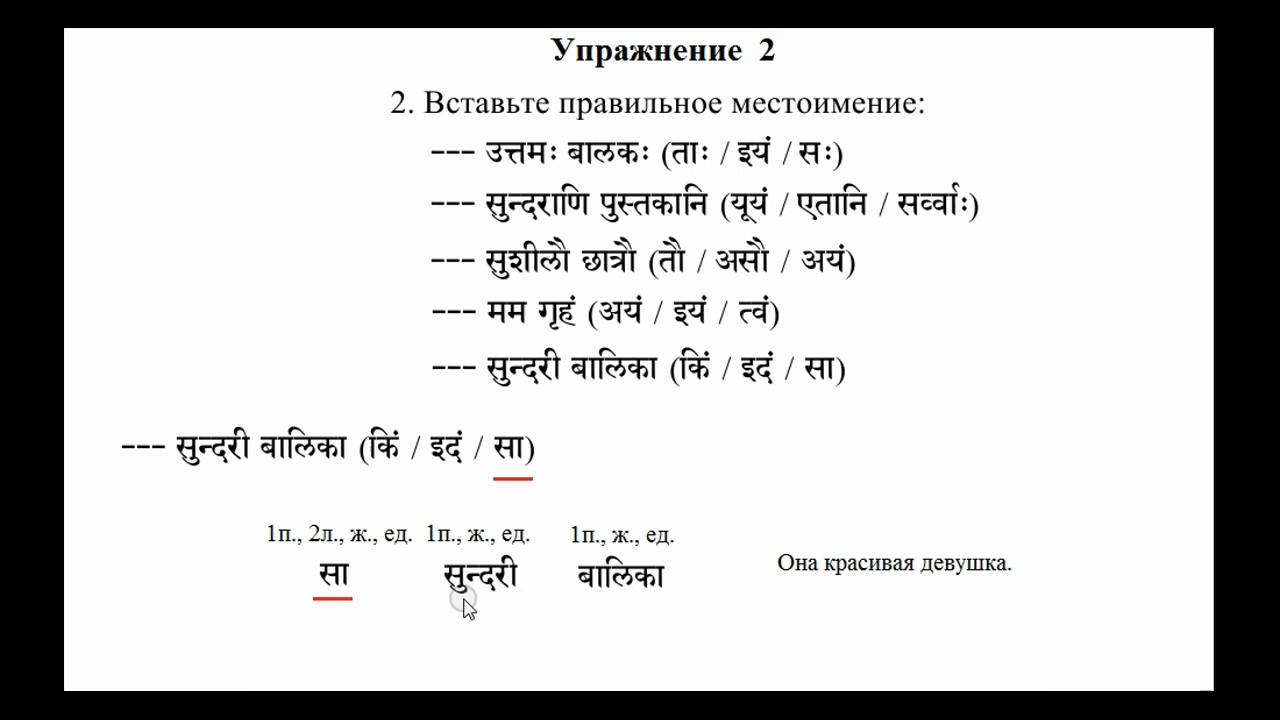 Упражнение 2
2. Вставьте правильное местоимение:
--- उत्तमः बालकः (ताः / इयं / सः)
--- सुन्दराणि पुस्तकानि (यूयं / एतानि / सर्व्वाः)
--- सुशीलौ छात्रौ (तौ / असौ / अयं)
--- मम गृहं (अयं / इयं / त्वं)
--- सुन्दरी बालिका (किं / इदं / सा)
--- सुन्दरी बालिका (किं / इदं / सा)
1п., 2л., ж., ед. 1п., ж., ед. 1п., ж., ед.
सा सुन्दरी बालिका Она красивая девушка.